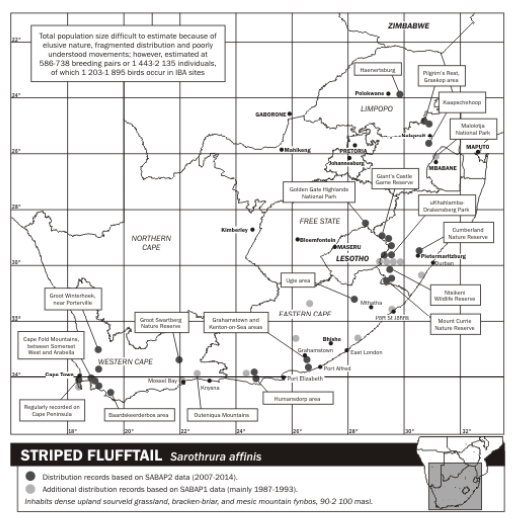 ZIMBABWE
Total population size difficult to estimate because of
elusive nature, fragmented distribution and poorly
understood movements; however, estimated at
586-738 breeding pairs or 1 443-2 135 individuals,
of which 1 203-1 895 birds occur in IBA sites
22°
Haenertsburg
Pilgrim's Rest,
Graskop area
Polokwane
24°
Kaapschehoop
LIMPOPO
GABORONE
Malolotja
National Park
Nelspruit
PRETORIA
MAPUTO
Mahikeng
26°
Johannesburg
MBABANE
Giant's Castle
Game Reserve
Golden Gate Highlands
National Park
uKhahlamba-
Drakensberg Park
28°
FREE STATE
Kimberley
Cumberland
Nature Reserve
NORTHERN
CAPE
Bloemfontein
MASERU
LESOTHO
Pietermaritzburg
Durban
30°
Ugie area
Ntsikeni
Wildlife Reserve
Groot Winterhoek,
near Porterville
Mthatha
EASTERN CAPE
Port St Johns
Groot Swartberg
Nature Reserve
Grahamstown and
Kenton-on-Sea areas
Mount Currie
Nature Reserve
Cape Fold Mountains,
between Somerset
West and Arabella
Bhisho
Grahamstown
East London
WESTERN CAPE
Port Alfred
34°
Cape Town
Mossel Bay
Knysna
Port Elizabeth
Humansdorp area
Regularly recorded on
Cape Peninsula
Baardskeerdersbos area
Outeniqua Mountains
18° 20° 22° 24° 26° 28° 30° 32°
STRIPED FLUFFTAIL Sarothrura affinis
Distribution records based on SABAP2 data (2007-2014).
Additional distribution records based on SABAP1 data (mainly 1987-1993).
Inhabits dense upland sourveld grassland, bracken-briar, and mesic mountain fynbos, 90-2 100 masl.